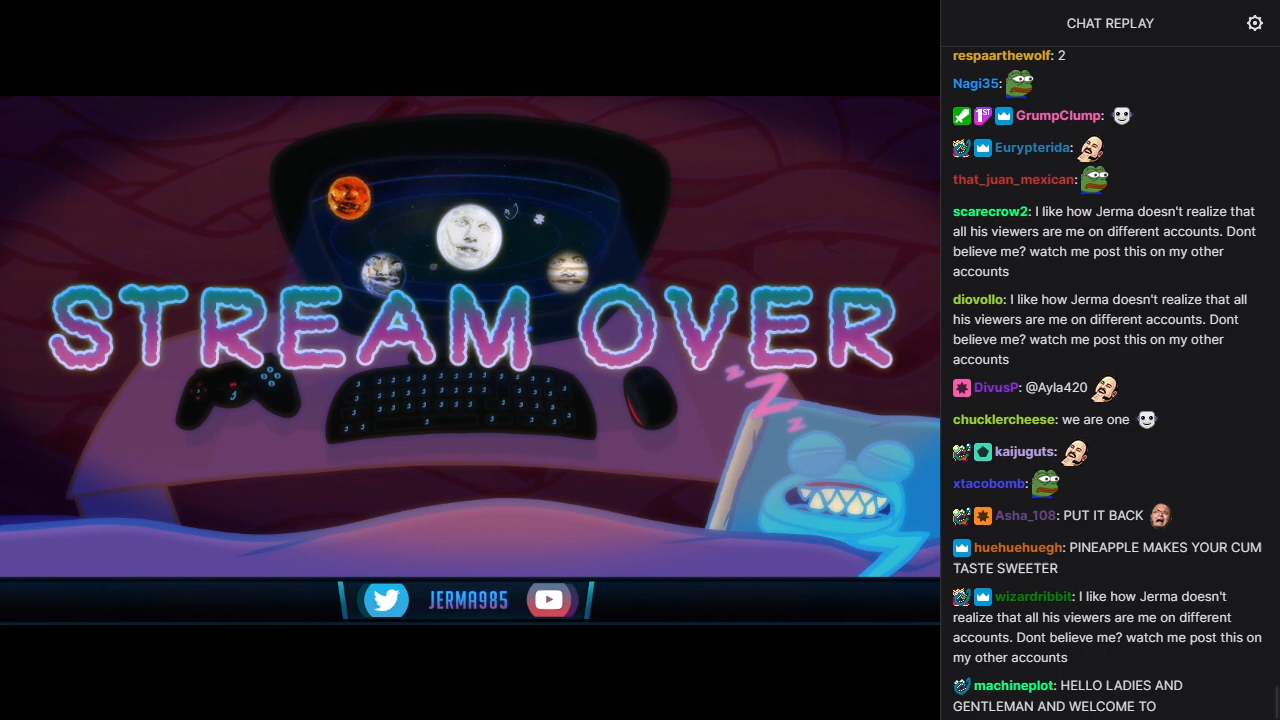 CHAT REPLAY
respaarthewolf: 2
Nagi35:
1ST GrumpClump:
Eurypterida:
that_juan_mexican:
scarecrow2: I like how Jerma doesn't realize that
all his viewers are me on different accounts. Dont
believe me? watch me post this on my other
accounts
diovollo: I like how Jerma doesn't realize that all
his viewers are me on different accounts. Dont
believe me? watch me post this on my other
accounts
DivusP: @Ayla420
chucklercheese: we are one
kaijuguts:
xtacobomb:
Asha_108: PUT IT BACK
huehuehuegh: PINEAPPLE MAKES YOUR CUM
TASTE SWEETER
wizardribbit: I like how Jerma doesn't
realize that all his viewers are me on different
accounts. Dont believe me? watch me post this on
my other accounts
machineplot: HELLO LADIES AND
GENTLEMAN AND WELCOME TO
STREAM OVER
z
Z
z
JERMA985